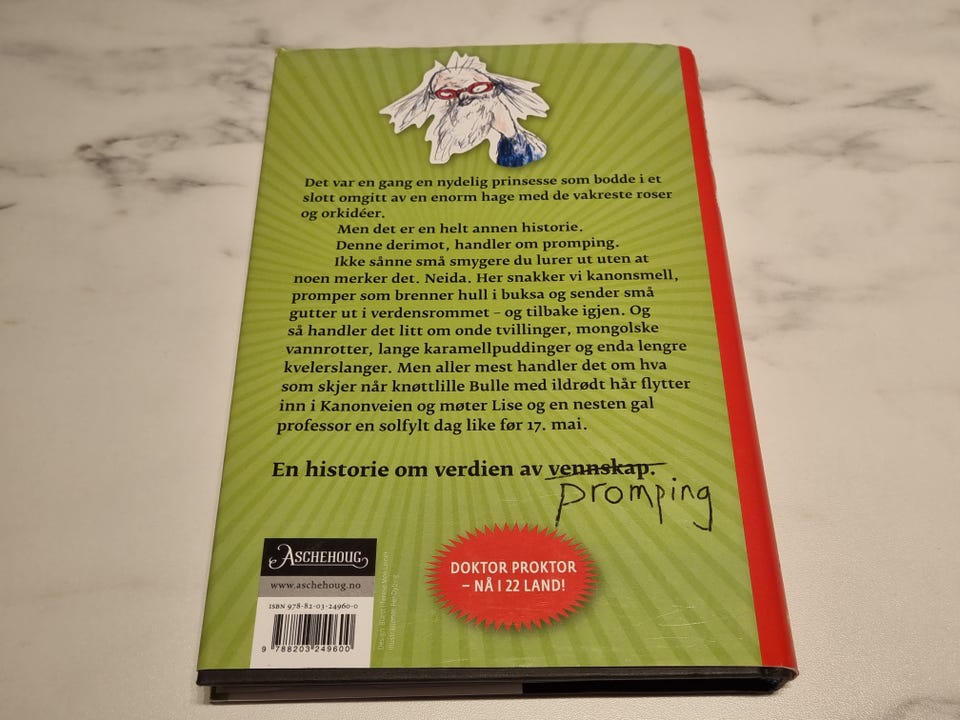 Det var en gang en nydelig prinsesse som bodde i et
slott omgitt av en enorm hage med de vakreste roser
og orkidéer.
Men det er en helt annen historie.
Denne derimot, handler om promping.
Ikke sånne små smygere du lurer ut uten at
noen merker det. Neida. Her snakker vi kanonsmell,
promper som brenner hull i buksa og sender små
gutter ut i verdensrommet – og tilbake igjen. Og
så handler det litt om onde tvillinger, mongolske
vannrotter, lange karamellpuddinger og enda lengre
kvelerslanger. Men aller mest handler det om hva
som skjer når knøttlille Bulle med ildrødt hår flytter
inn i Kanonveien og møter Lise og en nesten gal
professor en solfylt dag like før 17. mai.
En historie om verdien av vennskap.
promping
DOKTOR PROKTOR
– NÅ I 22 LAND!
ASCHEHOUG
www.aschehoug.no
ISBN 978-82-03-24960-0
9 788203 249600